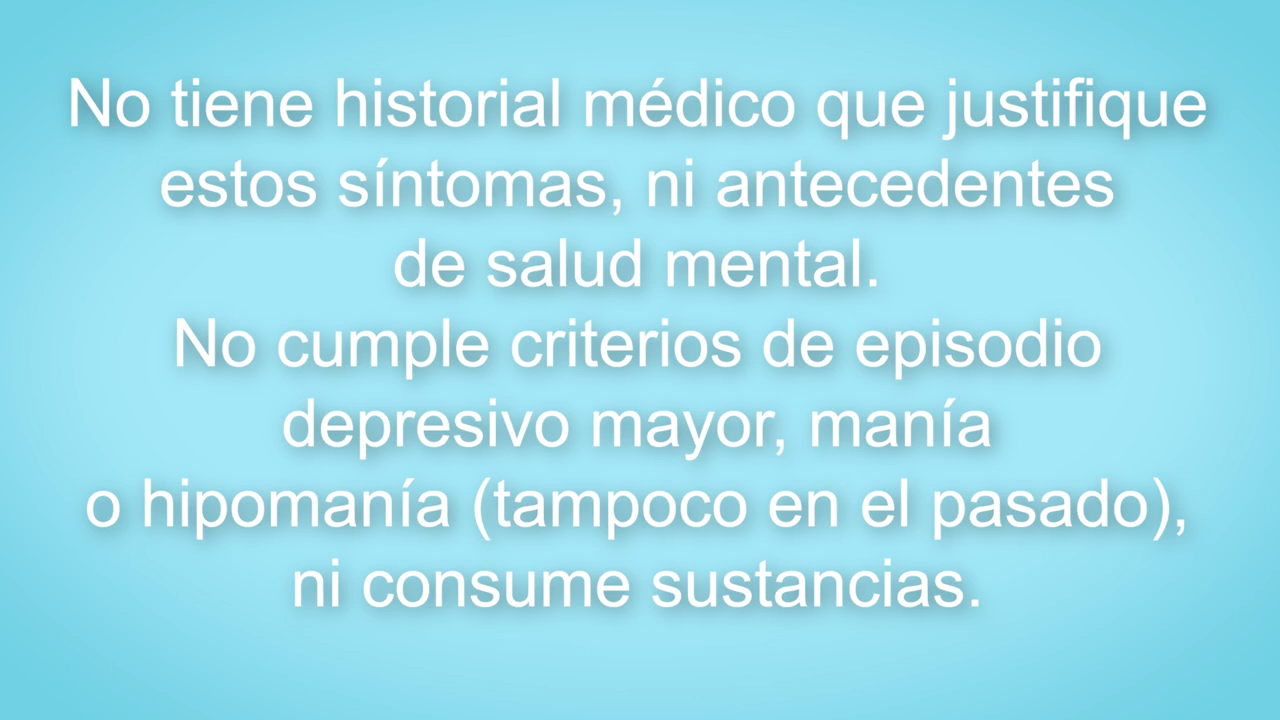 No tiene historial médico que justifique
estos síntomas, ni antecedentes
de salud mental.
No cumple criterios de episodio
depresivo mayor, manía
o hipomanía (tampoco en el pasado),
ni consume sustancias.